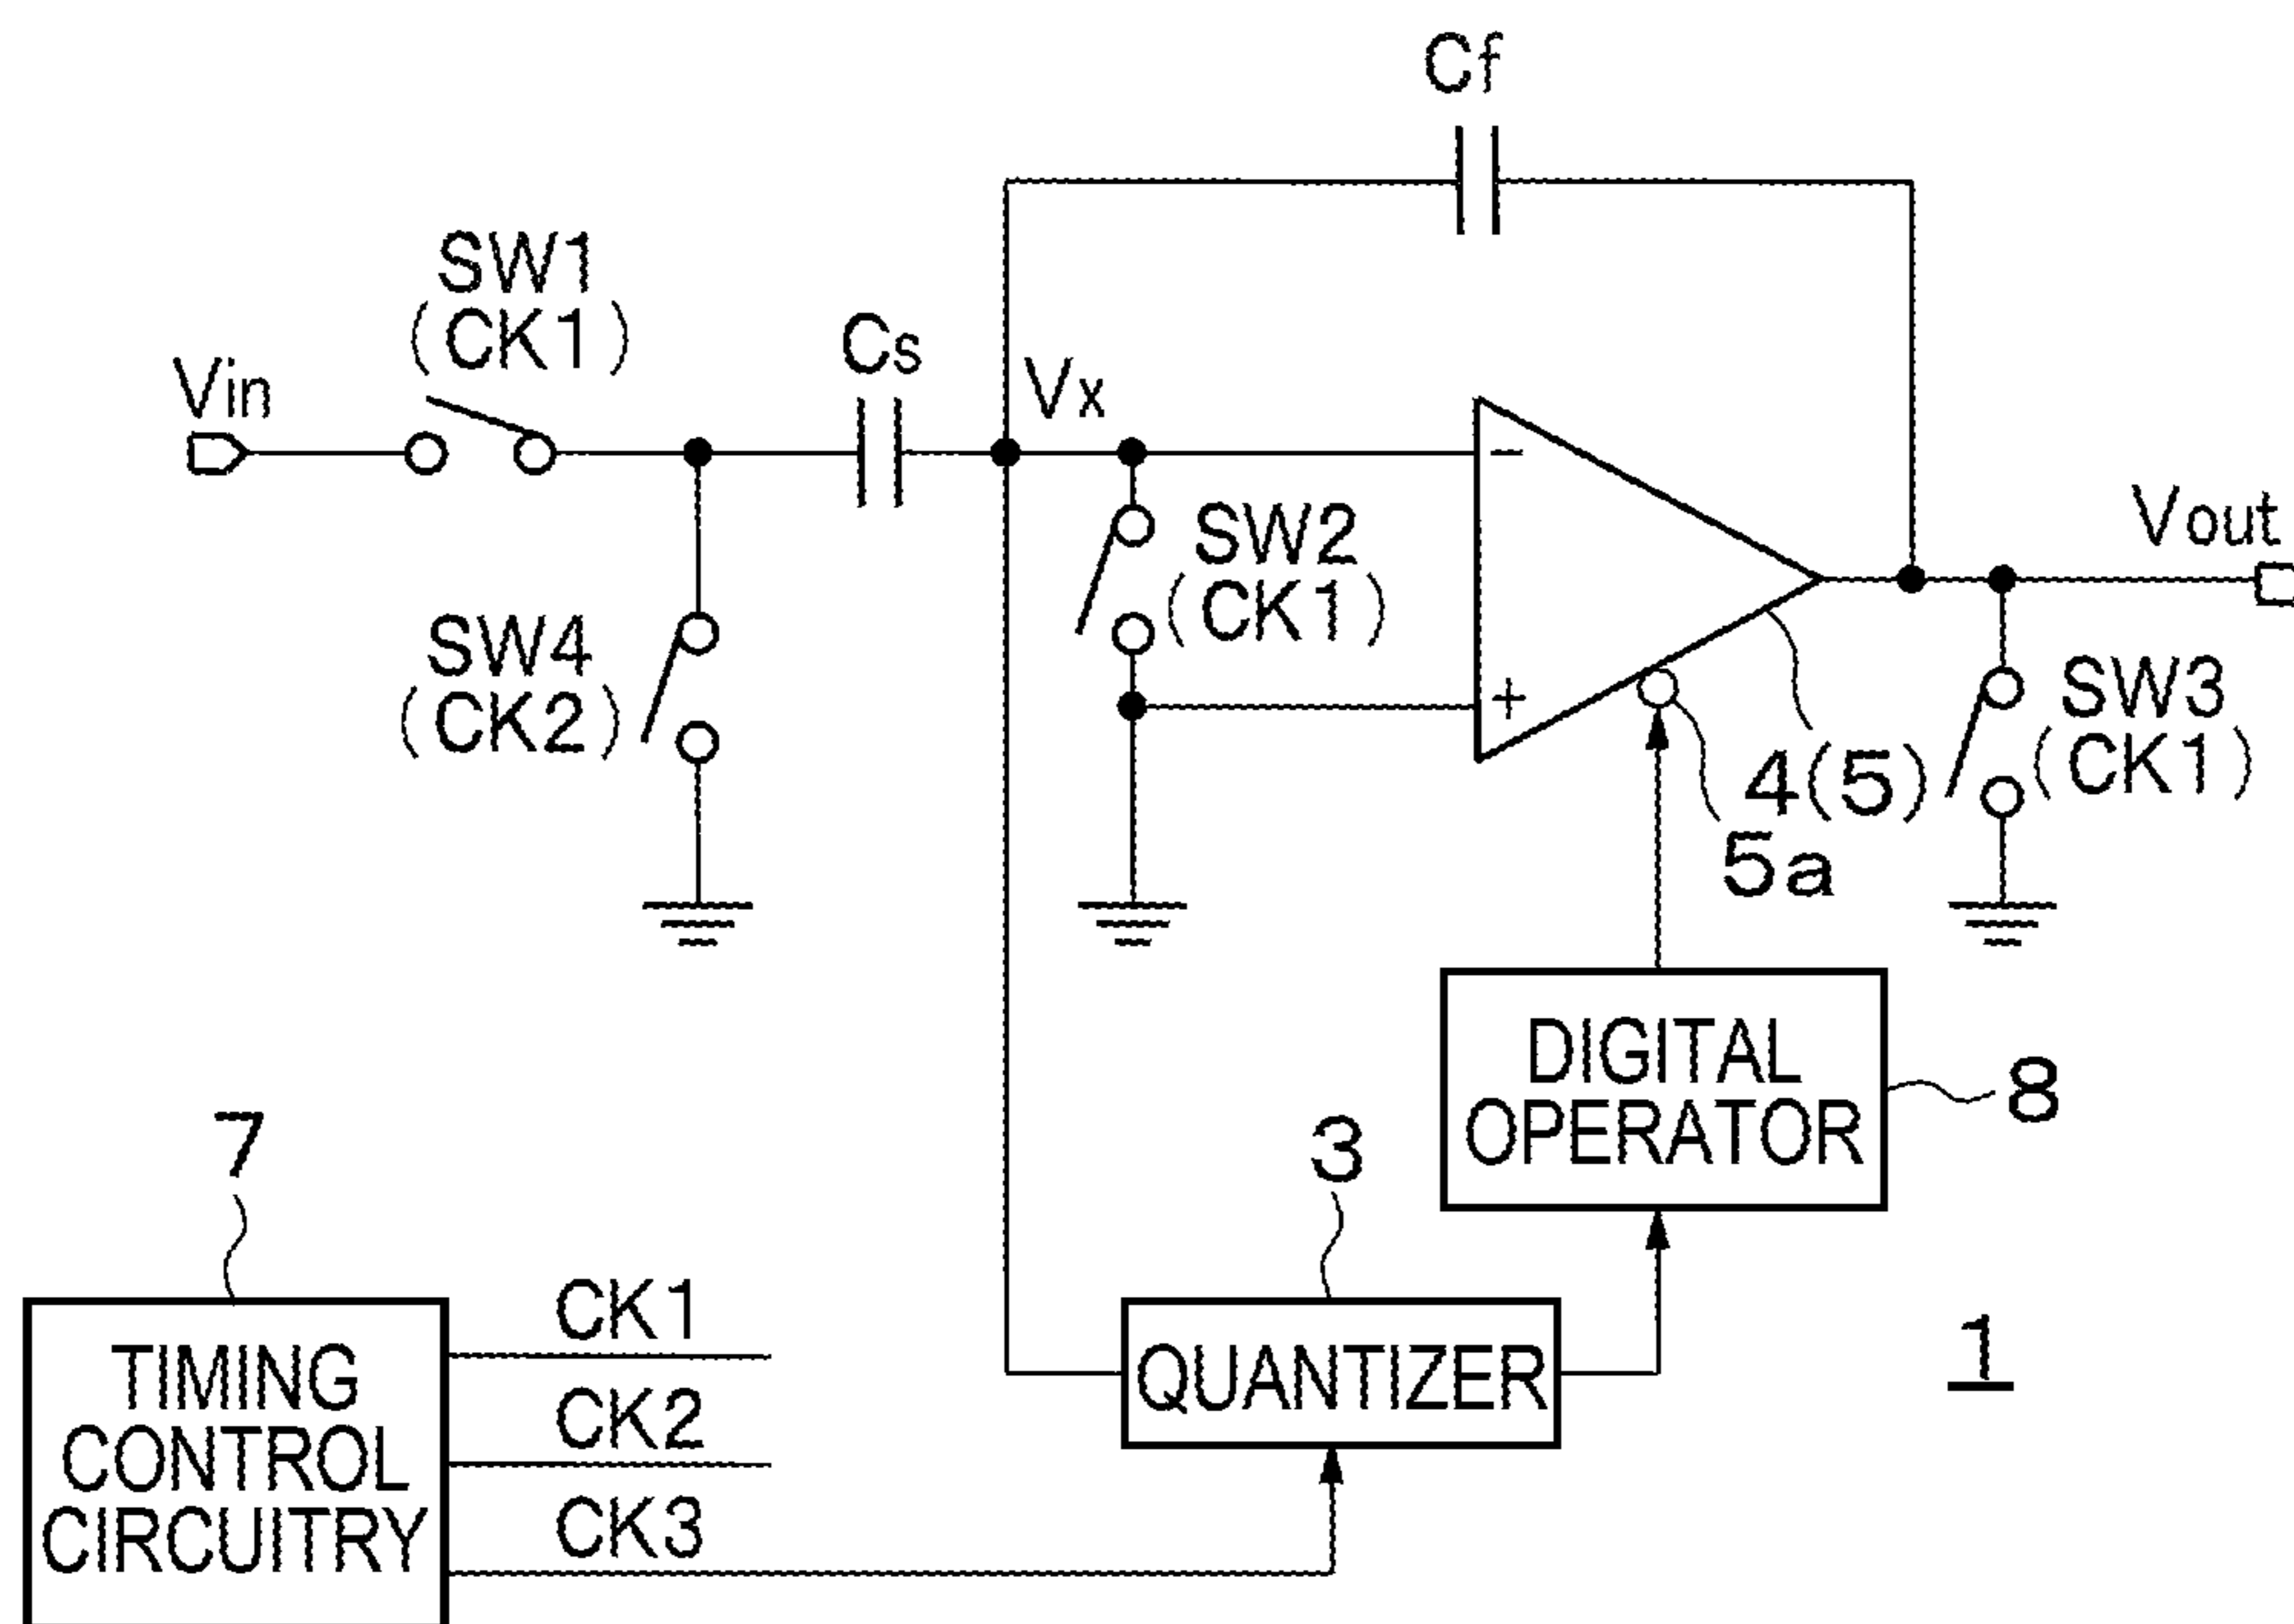 Cf
SW1
(CK1)
Vin
Cs
Vx
−
SW2
(CK1)
Vout
SW4
(CK2)
+
SW3
(CK1)
4(5)
5a
DIGITAL
OPERATOR
8
7
3
CK1
TIMING
CONTROL
CIRCUITRY
CK2
CK3
QUANTIZER
1